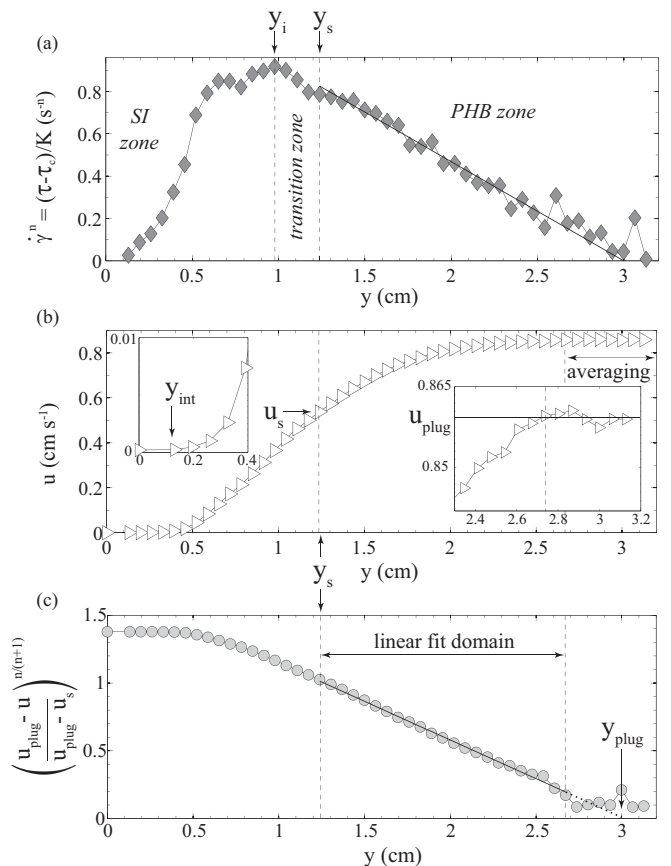 y_i y_s
(a)
γ̇^n = (τ-τ_c)/K (s^-n)
0.8
0.6
0.4
0.2
0
SI
zone
transition zone
PHB zone
0 0.5 1 1.5 2 2.5 3
y (cm)
(b)
u (cm s^-1)
0.8
0.6
0.4
0.2
0
0.01
0
y_int
0 0.2 0.4
u_s
averaging
0.865
u_plug
0.85
2.4 2.6 2.8 3 3.2
0 0.5 1 1.5 2 2.5 3
y (cm)
y_s
(c)
((u_plug - u)/(u_plug - u_s))^n/(n+1)
1.5
1
0.5
0
linear fit domain
y_plug
0 0.5 1 1.5 2 2.5 3
y (cm)